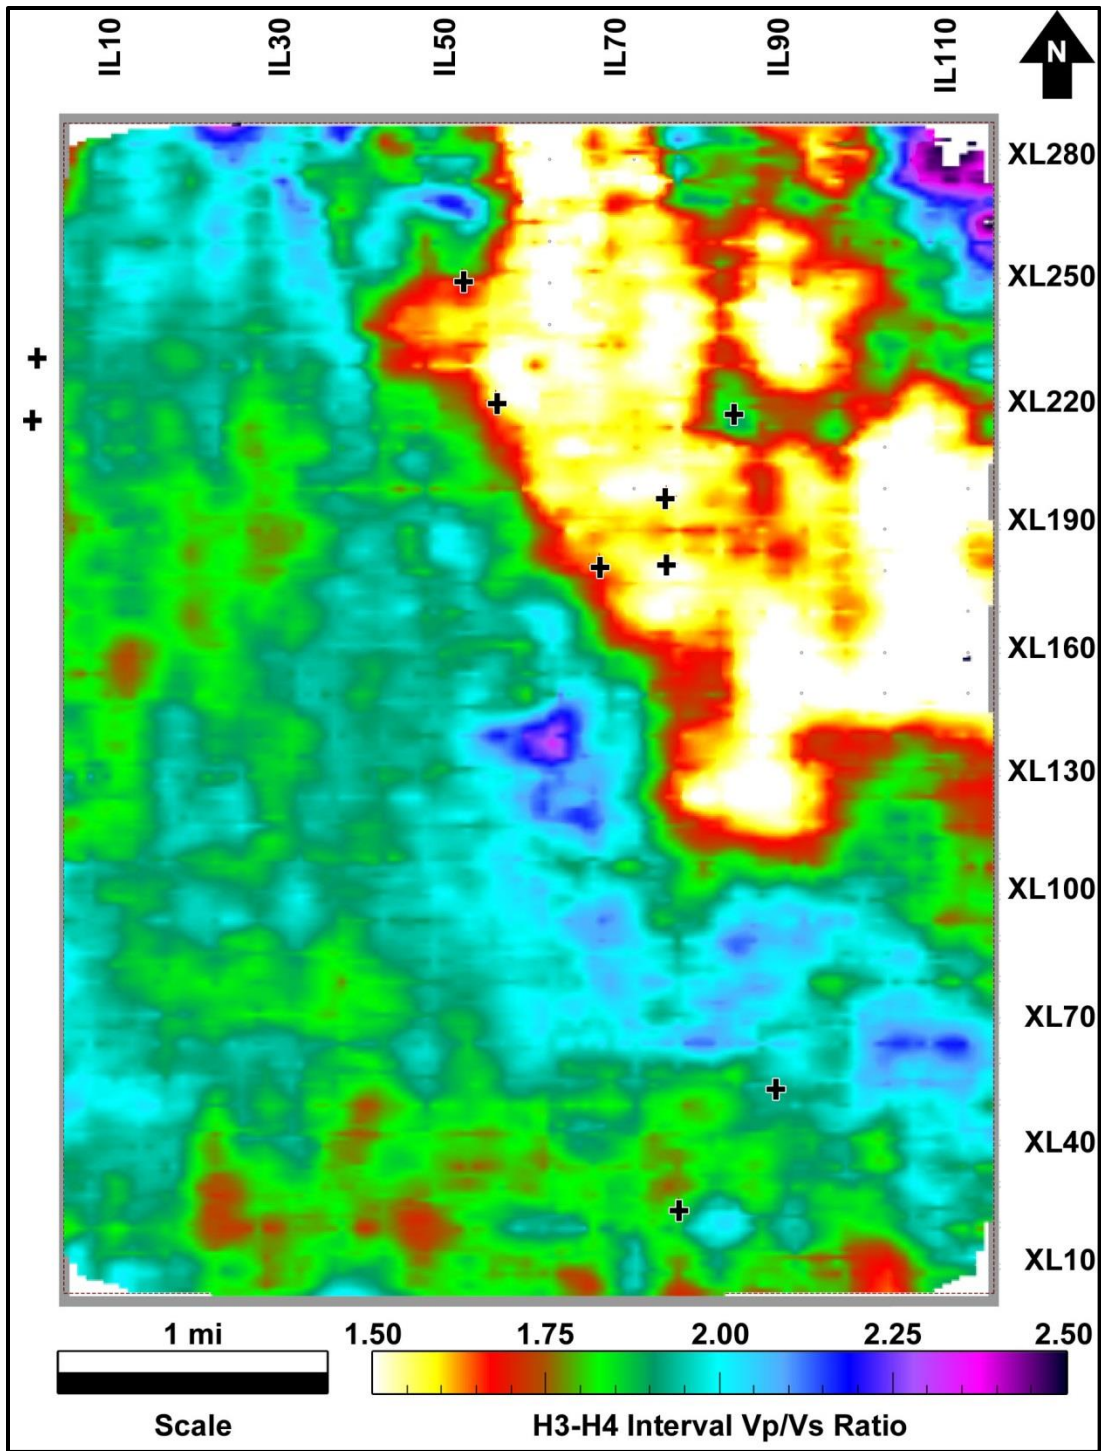 IL10 IL30 IL50 IL70 IL90 IL110 N
XL280
XL250
XL220
XL190
XL160
XL130
XL100
XL70
XL40
XL10
1 mi 1.50 1.75 2.00 2.25 2.50
Scale H3-H4 Interval Vp/Vs Ratio